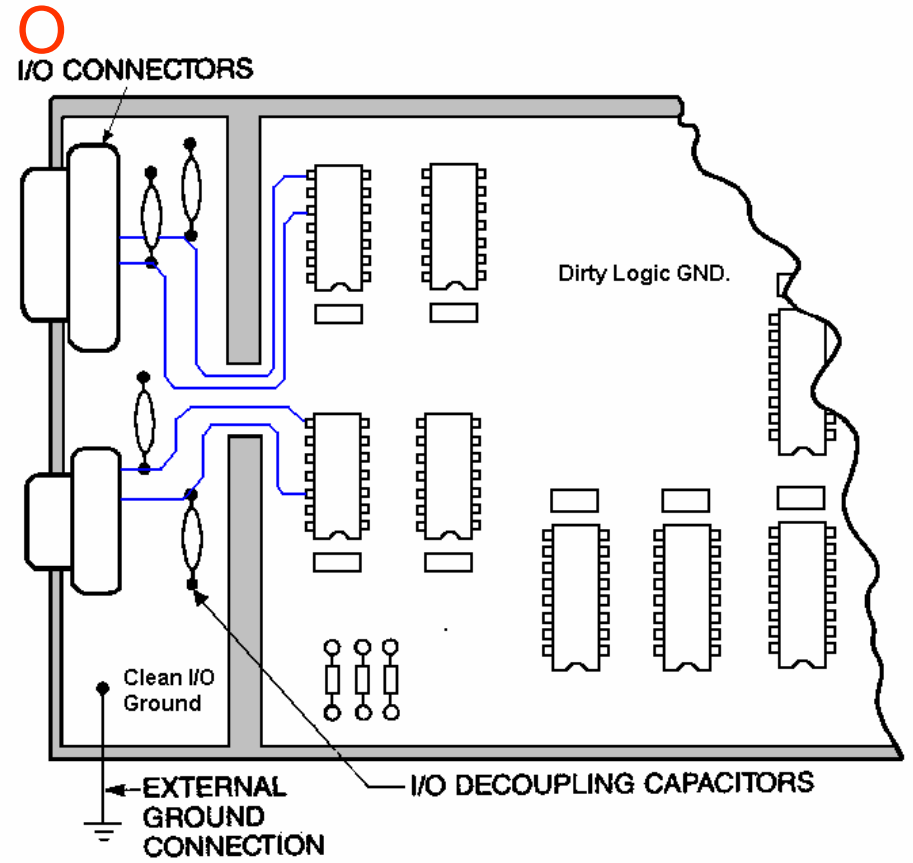 O
I/O CONNECTORS
Dirty Logic GND.
Clean I/O
Ground
I/O DECOUPLING CAPACITORS
EXTERNAL
GROUND
CONNECTION